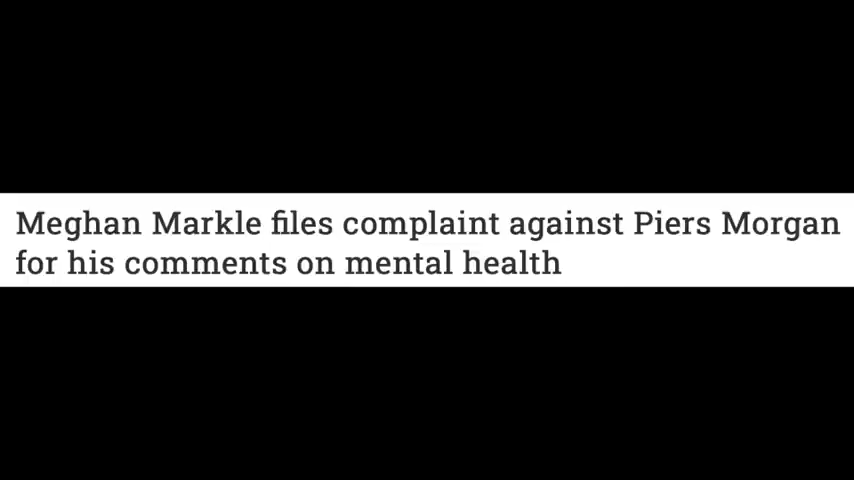 Meghan Markle files complaint against Piers Morgan
for his comments on mental health